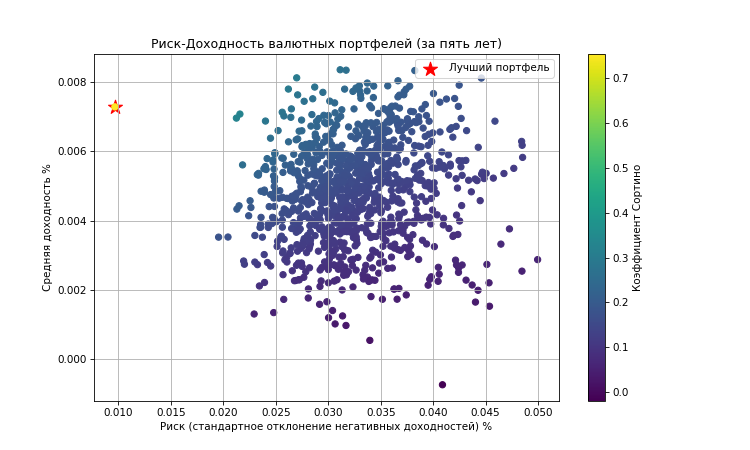 Риск-Доходность валютных портфелей (за пять лет)
Лучший портфель
0.008
0.006
0.004
0.002
0.000
Средняя доходность %
0.010 0.015 0.020 0.025 0.030 0.035 0.040 0.045 0.050
Риск (стандартное отклонение негативных доходностей) %
0.7
0.6
0.5
0.4
0.3
0.2
0.1
0.0
Коэффициент Сортино